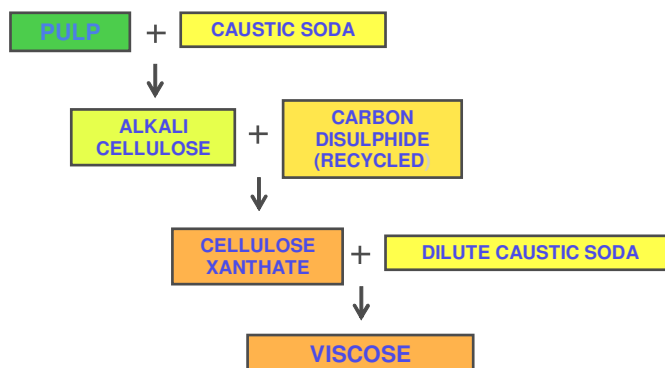 PULP + CAUSTIC SODA
ALKALI
CELLULOSE
+
CARBON
DISULPHIDE
(RECYCLED)
CELLULOSE
XANTHATE
+
DILUTE CAUSTIC SODA
VISCOSE